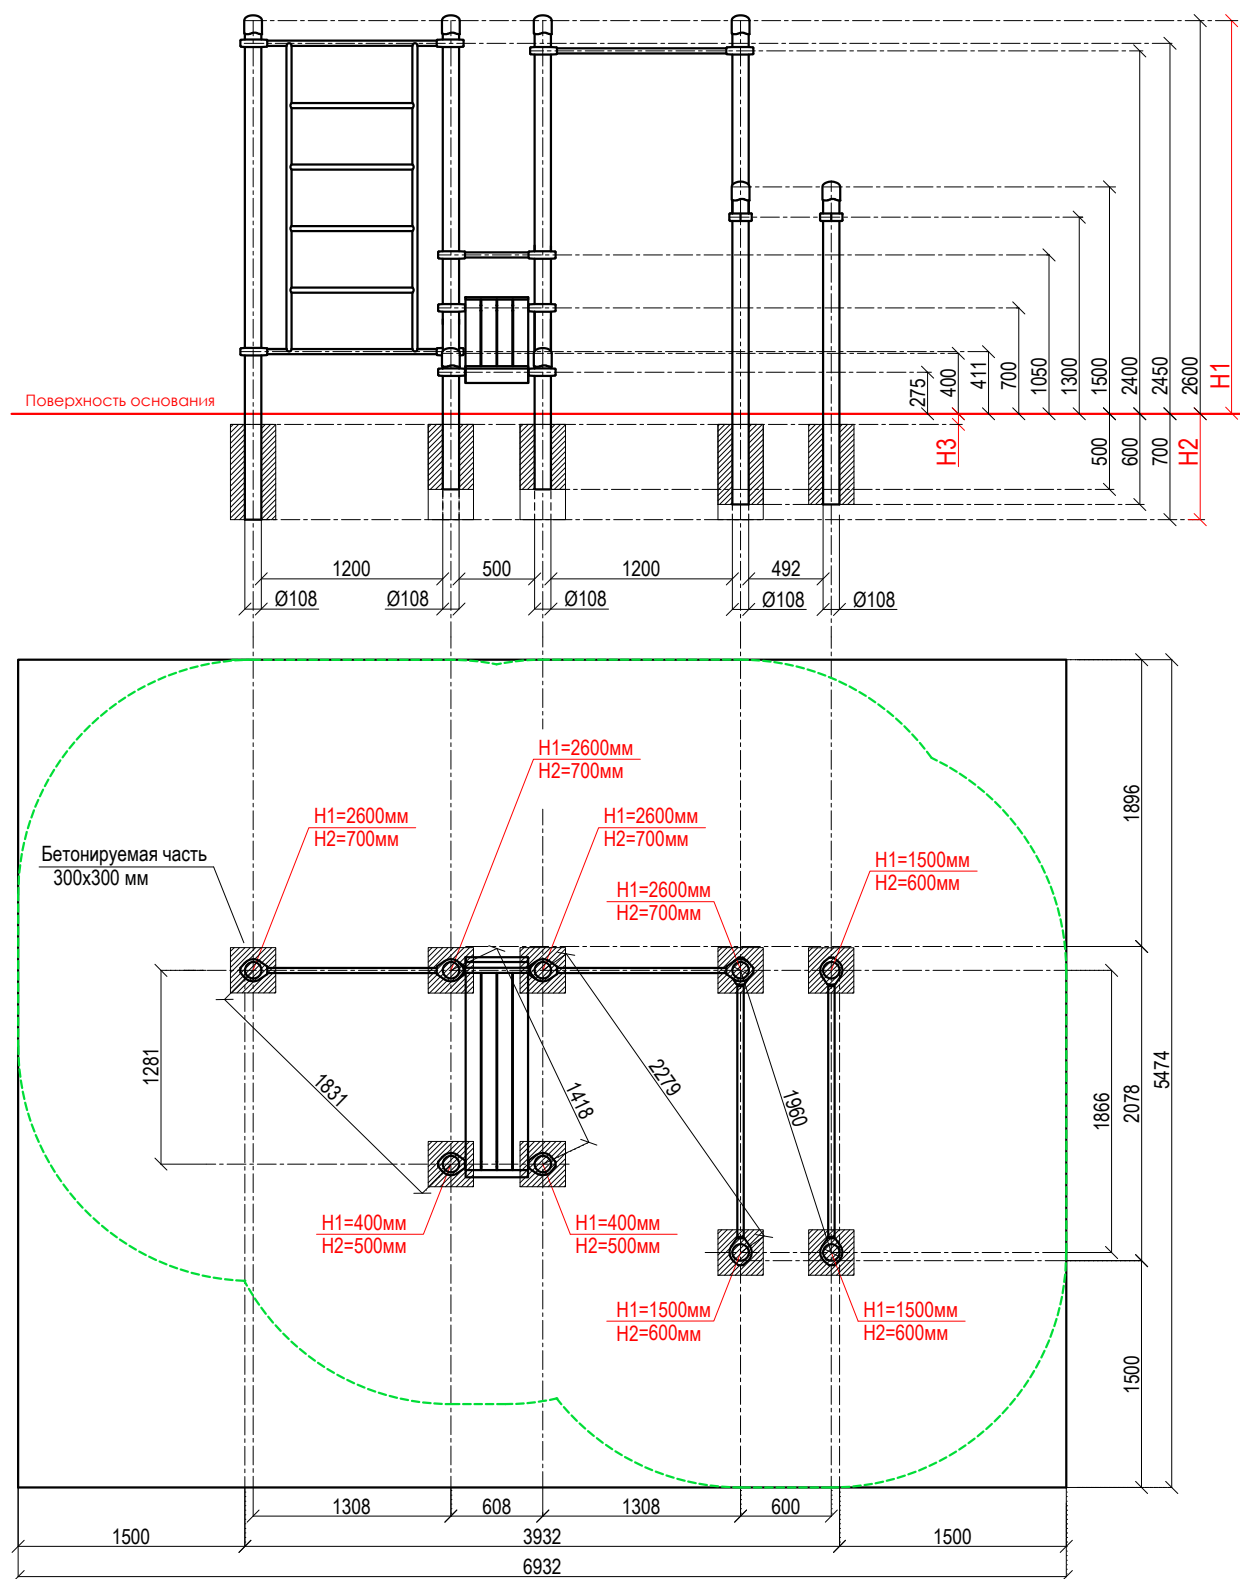 Поверхность основания
275
400
411
700
1050
1300
1500
2400
2450
2600
H1
H3
500
600
700
H2
1200
500
1200
492
Ø108
Ø108
Ø108
Ø108
Ø108
H1=2600мм
H2=700мм
H1=2600мм
H2=700мм
H1=2600мм
H2=700мм
Бетонируемая часть
300х300 мм
H1=2600мм
H2=700мм
H1=1500мм
H2=600мм
1896
1281
1831
1418
2279
1960
1866
2078
5474
H1=400мм
H2=500мм
H1=400мм
H2=500мм
H1=1500мм
H2=600мм
H1=1500мм
H2=600мм
1500
1308
608
1308
600
1500
3932
1500
6932